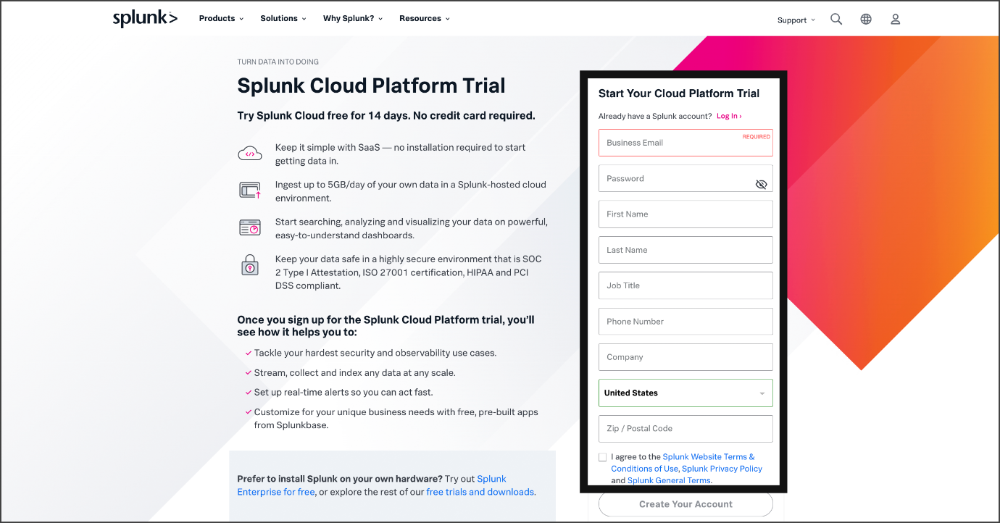 splunk>
Products
Solutions
Why Splunk?
Resources
Support
TURN DATA INTO DOING
Splunk Cloud Platform Trial
Try Splunk Cloud free for 14 days. No credit card required.
Keep it simple with SaaS — no installation required to start
getting data in.
Ingest up to 5GB/day of your own data in a Splunk-hosted cloud
environment.
Start searching, analyzing and visualizing your data on powerful,
easy-to-understand dashboards.
Keep your data safe in a highly secure environment that is SOC
2 Type I Attestation, ISO 27001 certification, HIPAA and PCI
DSS compliant.
Once you sign up for the Splunk Cloud Platform trial, you’ll
see how it helps you to:
Tackle your hardest security and observability use cases.
Stream, collect and index any data at any scale.
Set up real-time alerts so you can act fast.
Customize for your unique business needs with free, pre-built apps
from Splunkbase.
Prefer to install Splunk on your own hardware? Try out Splunk
Enterprise for free, or explore the rest of our free trials and downloads.
Start Your Cloud Platform Trial
Already have a Splunk account? Log In ›
REQUIRED
Business Email
Password
First Name
Last Name
Job Title
Phone Number
Company
United States
Zip / Postal Code
I agree to the Splunk Website Terms &
Conditions of Use, Splunk Privacy Policy
and Splunk General Terms.
Create Your Account